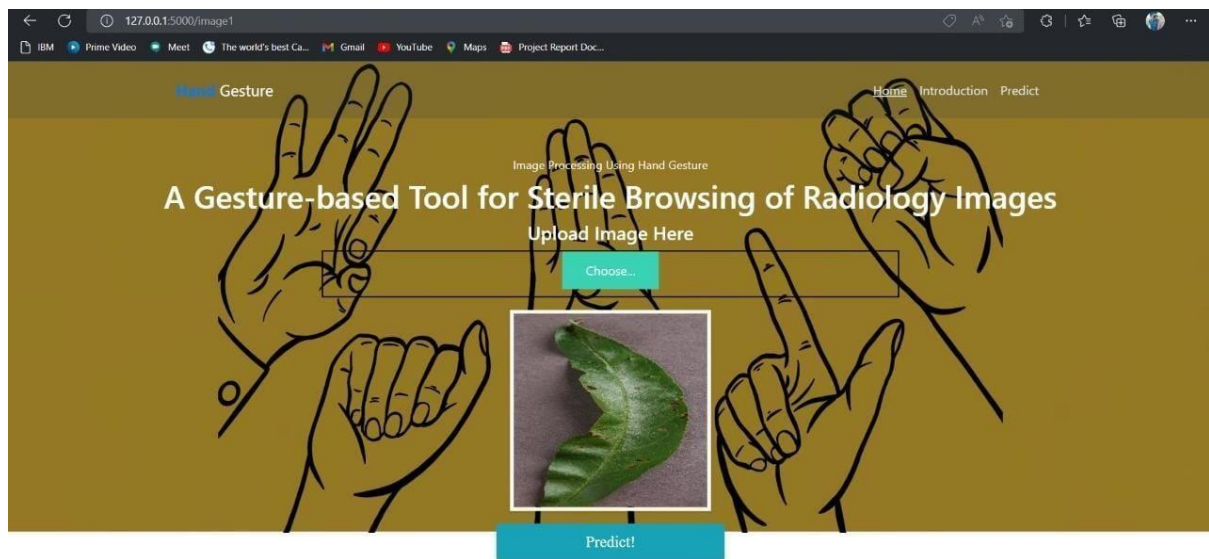 127.0.0.1:5000/image1
IBM Prime Video Meet The world's best Ca... Gmail YouTube Maps Project Report Doc...
Hand Gesture Home Introduction Predict
Image Processing Using Hand Gesture
A Gesture-based Tool for Sterile Browsing of Radiology Images
Upload Image Here
Choose...
Predict!